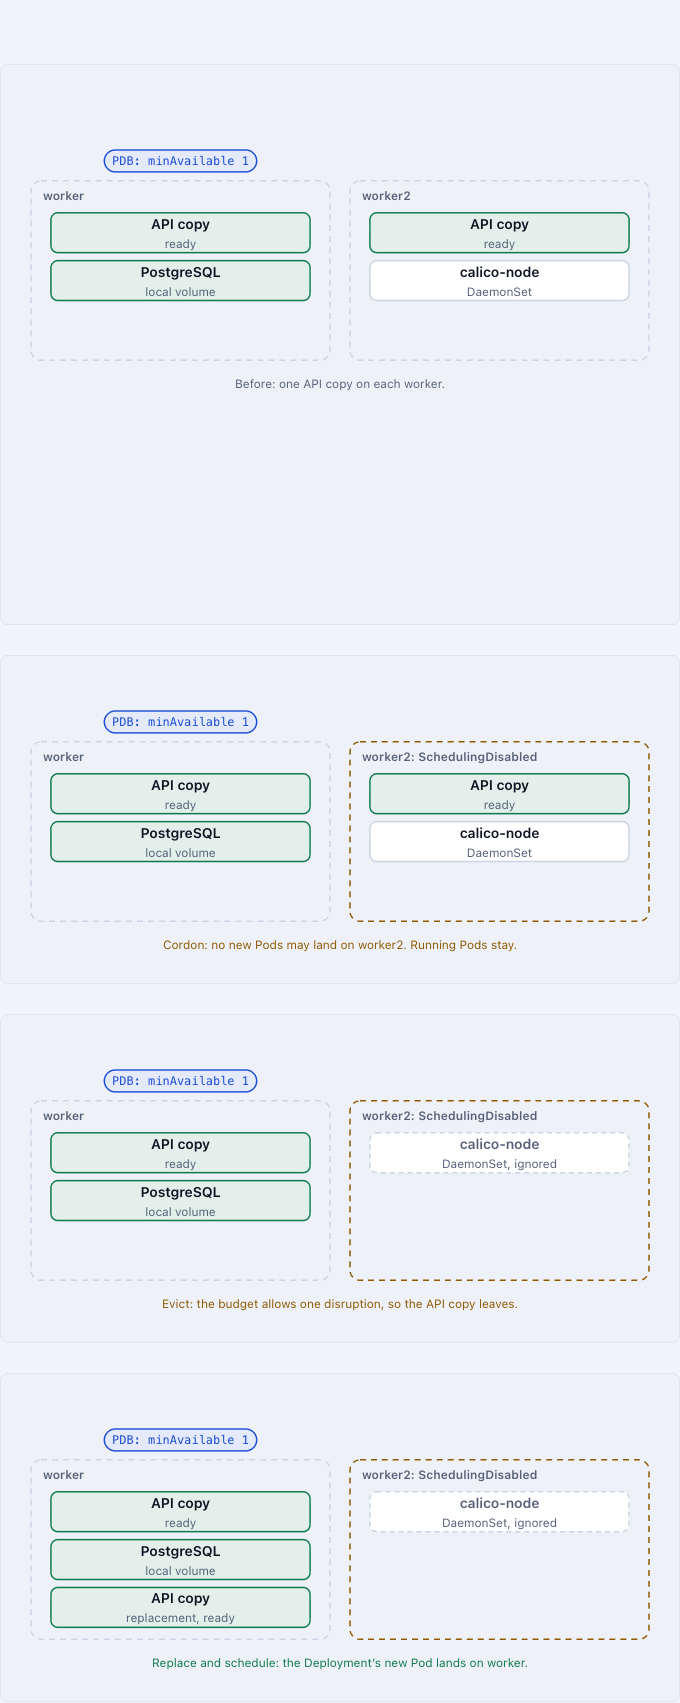 PDB: minAvailable 1
worker
worker2
API copy
ready
API copy
ready
PostgreSQL
local volume
calico-node
DaemonSet
Before: one API copy on each worker.
PDB: minAvailable 1
worker
worker2: SchedulingDisabled
API copy
ready
API copy
ready
PostgreSQL
local volume
calico-node
DaemonSet
Cordon: no new Pods may land on worker2. Running Pods stay.
PDB: minAvailable 1
worker
worker2: SchedulingDisabled
API copy
ready
calico-node
DaemonSet, ignored
PostgreSQL
local volume
Evict: the budget allows one disruption, so the API copy leaves.
PDB: minAvailable 1
worker
worker2: SchedulingDisabled
API copy
ready
calico-node
DaemonSet, ignored
PostgreSQL
local volume
API copy
replacement, ready
Replace and schedule: the Deployment's new Pod lands on worker.